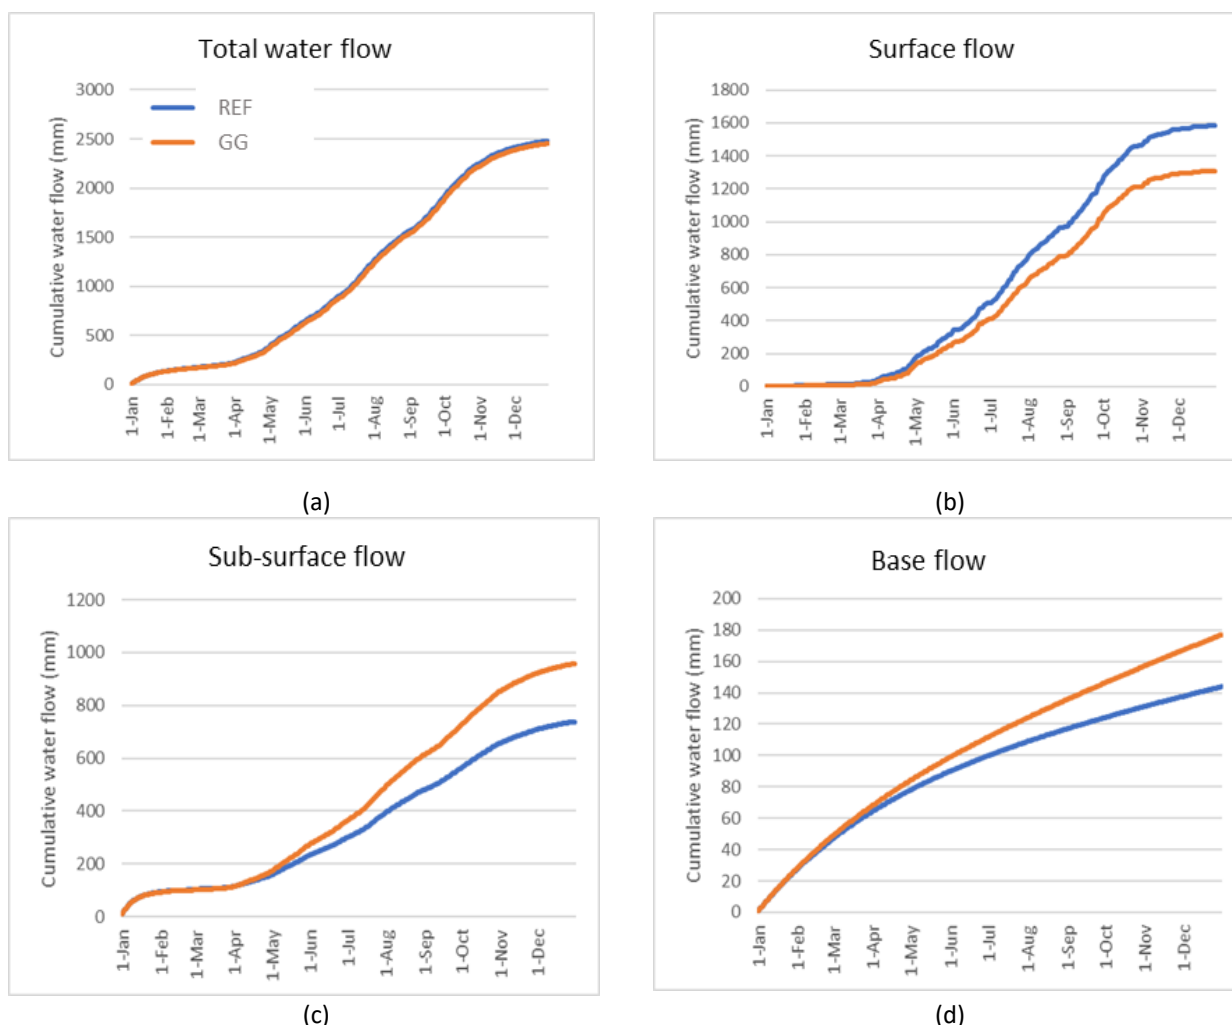 Total water flow
Cumulative water flow (mm)
3000
2500
2000
1500
1000
500
0
REF
GG
1-Jan
1-Feb
1-Mar
1-Apr
1-May
1-Jun
1-Jul
1-Aug
1-Sep
1-Oct
1-Nov
1-Dec
(a)
Surface flow
Cumulative water flow (mm)
1800
1600
1400
1200
1000
800
600
400
200
0
1-Jan
1-Feb
1-Mar
1-Apr
1-May
1-Jun
1-Jul
1-Aug
1-Sep
1-Oct
1-Nov
1-Dec
(b)
Sub-surface flow
Cumulative water flow (mm)
1200
1000
800
600
400
200
0
1-Jan
1-Feb
1-Mar
1-Apr
1-May
1-Jun
1-Jul
1-Aug
1-Sep
1-Oct
1-Nov
1-Dec
(c)
Base flow
Cumulative water flow (mm)
200
180
160
140
120
100
80
60
40
20
0
1-Jan
1-Feb
1-Mar
1-Apr
1-May
1-Jun
1-Jul
1-Aug
1-Sep
1-Oct
1-Nov
1-Dec
(d)